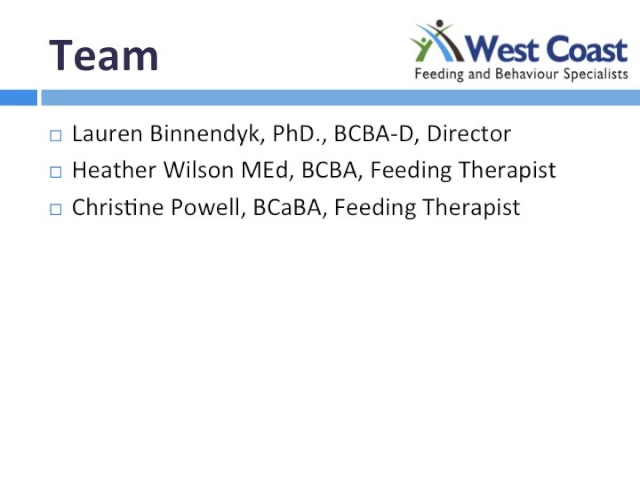 Team
West Coast
Feeding and Behaviour Specialists
Lauren Binnendyk, PhD., BCBA-D, Director
Heather Wilson MEd, BCBA, Feeding Therapist
Christine Powell, BCaBA, Feeding Therapist